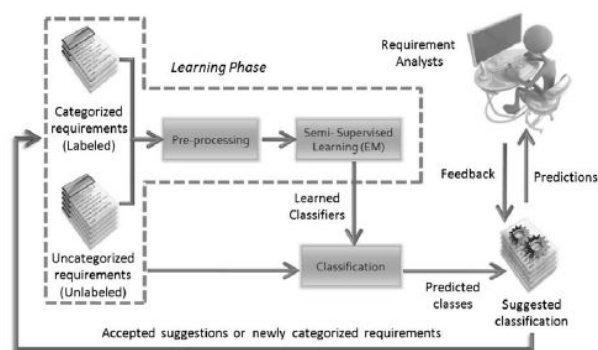 Learning Phase
Requirement
Analysts
Categorized
requirements
(Labeled)
Pre-processing
Semi- Supervised
Learning (EM)
Feedback
Predictions
Learned
Classifiers
Uncategorized
requirements
(Unlabeled)
Classification
Predicted
classes
Suggested
classification
Accepted suggestions or newly categorized requirements